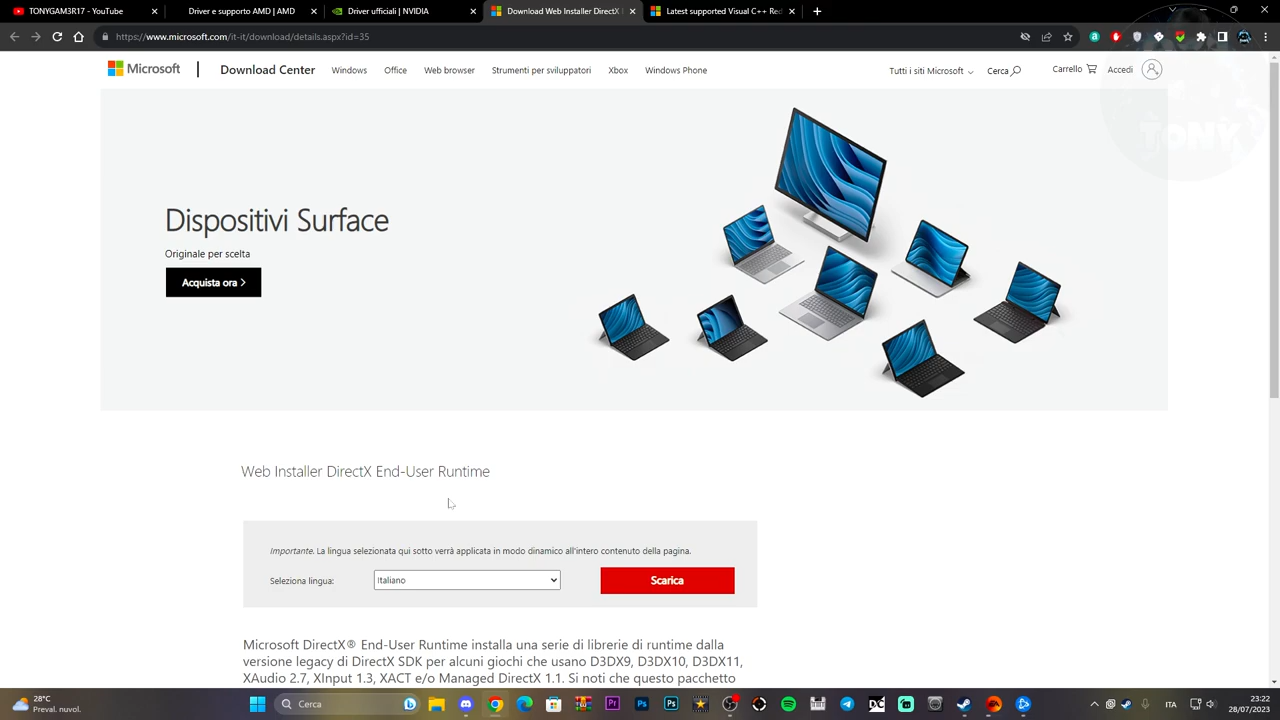 TONYGAM3R17 - YouTube
Driver e supporto AMD | AMD
Driver ufficiali | NVIDIA
Download Web Installer DirectX
Latest supported Visual C++ Red
https://www.microsoft.com/it-it/download/details.aspx?id=35
Microsoft
Download Center
Windows
Office
Web browser
Strumenti per sviluppatori
Xbox
Windows Phone
Tutti i siti Microsoft
Cerca
Carrello
Accedi
TONY
Dispositivi Surface
Originale per scelta
Acquista ora
Web Installer DirectX End-User Runtime
Importante. La lingua selezionata qui sotto verrà applicata in modo dinamico all'intero contenuto della pagina.
Seleziona lingua:
Italiano
Scarica
Microsoft DirectX® End-User Runtime installa una serie di librerie di runtime dalla
versione legacy di DirectX SDK per alcuni giochi che usano D3DX9, D3DX10, D3DX11,
XAudio 2.7, XInput 1.3, XACT e/o Managed DirectX 1.1. Si noti che questo pacchetto
28°C
Preval. nuvol.
Cerca
Pr
Ps
Ps
ITA
23:22
28/07/2023